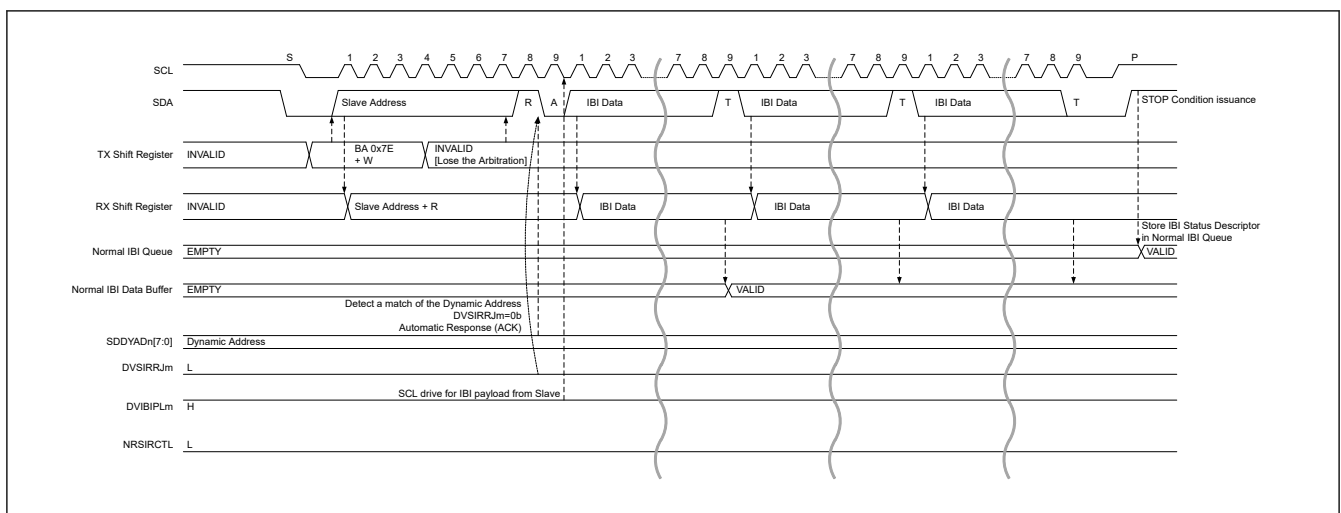 S 1 2 3 4 5 6 7 8 9 1 2 3 7 8 9 1 2 3 7 8 9 1 2 3 7 8 9 P
SCL
SDA Slave Address R A IBI Data T IBI Data T IBI Data T STOP Condition issuance
TX Shift Register INVALID BA 0x7E INVALID
+ W [Lose the Arbitration]
RX Shift Register INVALID Slave Address + R IBI Data IBI Data IBI Data
Store IBI Status Descriptor
in Normal IBI Queue
Normal IBI Queue EMPTY VALID
Normal IBI Data Buffer EMPTY VALID
Detect a match of the Dynamic Address
DVSIRRJm=0b
Automatic Response (ACK)
SDDYADn[7:0] Dynamic Address
DVSIRRJm L
SCL drive for IBI payload from Slave
DVIBIPLm H
NRSIRCTL L